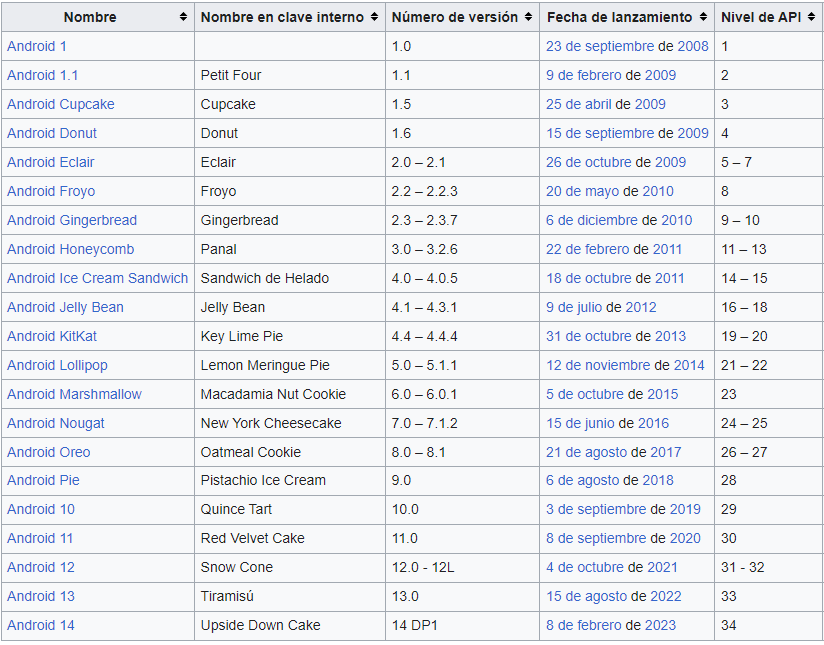 Nombre Nombre en clave interno Número de versión Fecha de lanzamiento Nivel de API
Android 1 1.0 23 de septiembre de 2008 1
Android 1.1 Petit Four 1.1 9 de febrero de 2009 2
Android Cupcake Cupcake 1.5 25 de abril de 2009 3
Android Donut Donut 1.6 15 de septiembre de 2009 4
Android Eclair Eclair 2.0 – 2.1 26 de octubre de 2009 5 – 7
Android Froyo Froyo 2.2 – 2.2.3 20 de mayo de 2010 8
Android Gingerbread Gingerbread 2.3 – 2.3.7 6 de diciembre de 2010 9 – 10
Android Honeycomb Panal 3.0 – 3.2.6 22 de febrero de 2011 11 – 13
Android Ice Cream Sandwich Sandwich de Helado 4.0 – 4.0.5 18 de octubre de 2011 14 – 15
Android Jelly Bean Jelly Bean 4.1 – 4.3.1 9 de julio de 2012 16 – 18
Android KitKat Key Lime Pie 4.4 – 4.4.4 31 de octubre de 2013 19 – 20
Android Lollipop Lemon Meringue Pie 5.0 – 5.1.1 12 de noviembre de 2014 21 – 22
Android Marshmallow Macadamia Nut Cookie 6.0 – 6.0.1 5 de octubre de 2015 23
Android Nougat New York Cheesecake 7.0 – 7.1.2 15 de junio de 2016 24 – 25
Android Oreo Oatmeal Cookie 8.0 – 8.1 21 de agosto de 2017 26 – 27
Android Pie Pistachio Ice Cream 9.0 6 de agosto de 2018 28
Android 10 Quince Tart 10.0 3 de septiembre de 2019 29
Android 11 Red Velvet Cake 11.0 8 de septiembre de 2020 30
Android 12 Snow Cone 12.0 - 12L 4 de octubre de 2021 31 - 32
Android 13 Tiramisú 13.0 15 de agosto de 2022 33
Android 14 Upside Down Cake 14 DP1 8 de febrero de 2023 34